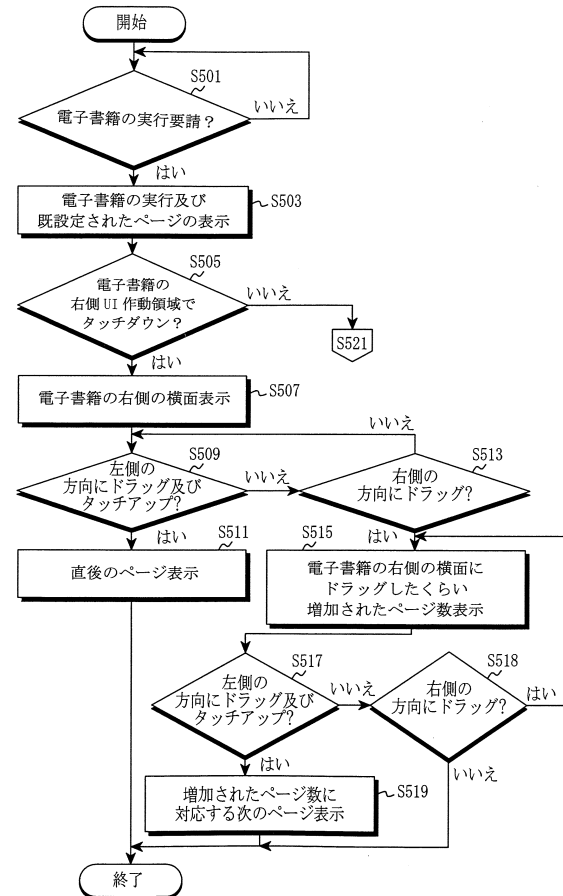 開始
S501
電子書籍の実行要請？
いいえ
はい
電子書籍の実行及び
既設定されたページの表示
S503
S505
電子書籍の
右側UI作動領域で
タッチダウン？
いいえ
S521
はい
電子書籍の右側の横面表示
S507
いいえ
S509
左側の
方向にドラッグ及び
タッチアップ?
いいえ
S513
右側の
方向にドラッグ?
はい
S511
直後のページ表示
はい
S515
電子書籍の右側の横面に
ドラッグしたくらい
増加されたページ数表示
S517
左側の
方向にドラッグ及び
タッチアップ?
いいえ
S518
右側の
方向にドラッグ?
はい
はい
いいえ
増加されたページ数に
対応する次のページ表示
S519
終了